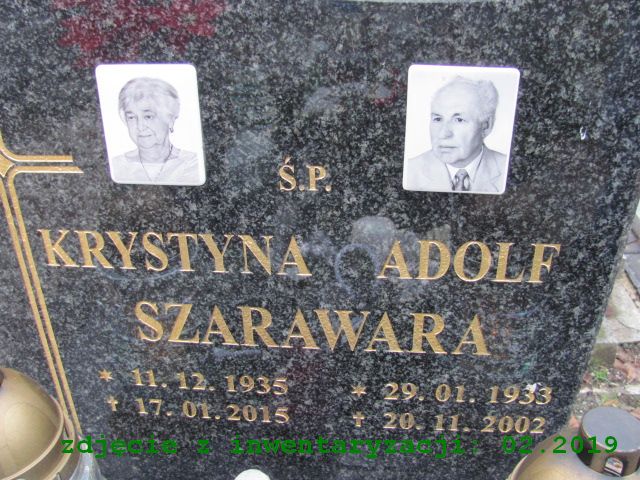 Ś.P.
KRYSTYNA ADOLF
SZARAWARA
* 11. 12. 1935 * 29. 01. 1933
† 17. 01. 2015 † 20. 11. 2002
zdjęcie z inwentaryzacji: 02.2019